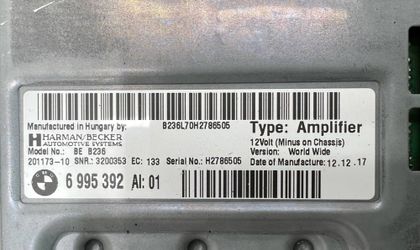 B236L70H2786505
Manufactured in Hungary by:
HARMAN/BECKER
AUTOMOTIVE SYSTEMS
Type: Amplifier
12Volt (Minus on Chassis)
Model No.: BE B236
Version: World Wide
201173-10 SNR.: 3200353 EC: 133 Serial No.: H2786505
Date of Manufacture: 12.12.17
6 995 392 AI: 01